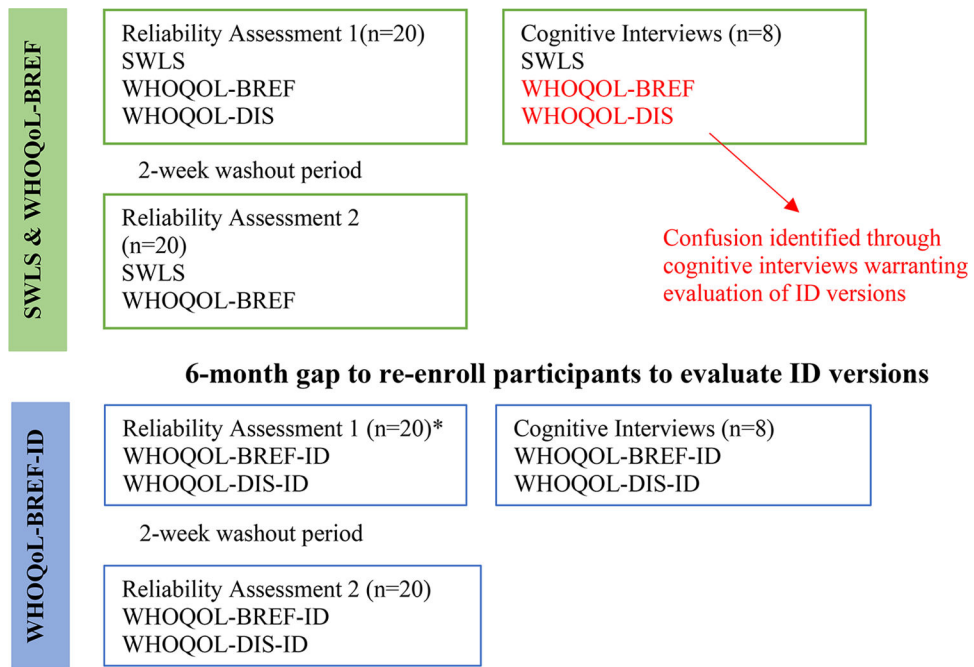 SWLS & WHOQoL-BREF
Reliability Assessment 1(n=20)
SWLS
WHOQOL-BREF
WHOQOL-DIS
Cognitive Interviews (n=8)
SWLS
WHOQOL-BREF
WHOQOL-DIS
2-week washout period
Reliability Assessment 2
(n=20)
SWLS
WHOQOL-BREF
Confusion identified through
cognitive interviews warranting
evaluation of ID versions
6-month gap to re-enroll participants to evaluate ID versions
WHOQoL-BREF-ID
Reliability Assessment 1 (n=20)*
WHOQOL-BREF-ID
WHOQOL-DIS-ID
Cognitive Interviews (n=8)
WHOQOL-BREF-ID
WHOQOL-DIS-ID
2-week washout period
Reliability Assessment 2 (n=20)
WHOQOL-BREF-ID
WHOQOL-DIS-ID